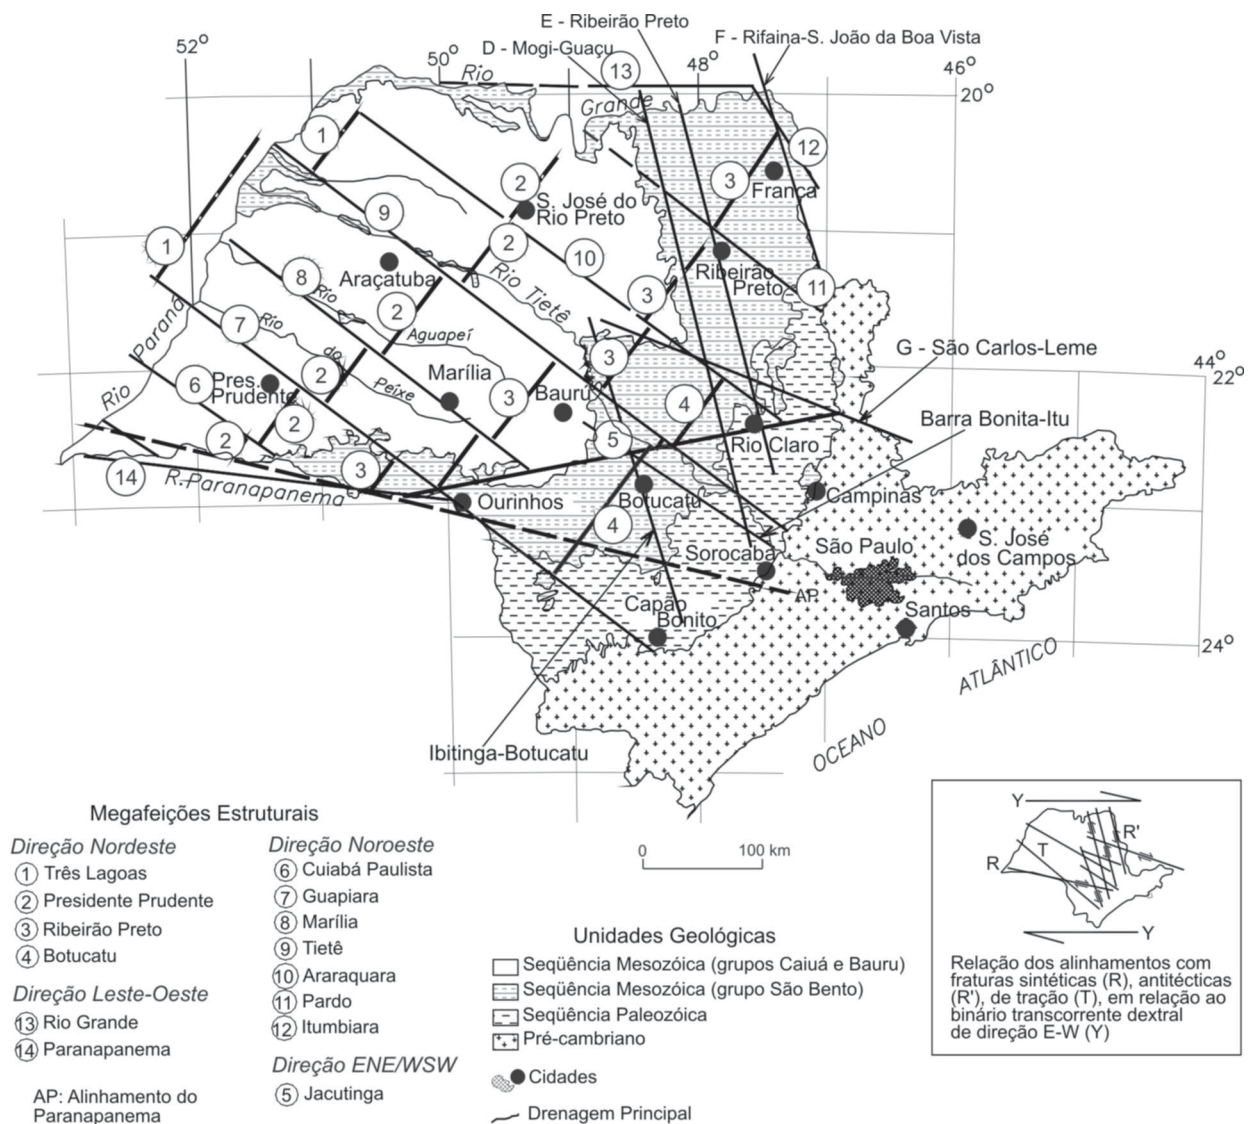 E - Ribeirão Preto
F - Rifaina-S. João da Boa Vista
D - Mogi-Guaçu
52º
50º
48º
46º
20º
Rio
13
Grande
1
12
2
3
Franca
S. José do
Rio Preto
9
1
2
10
Ribeirão
Preto
11
Araçatuba
8
Rio Tietê
3
Rio
2
Paraná
7
Rio
Aguapeí
G - São Carlos-Leme
44º
22º
do
3
Marília
Peixe
6
Pres.
Prudente
2
Baurú
3
4
Barra Bonita-Itu
Rio
2
2
5
Rio Claro
14
3
R.Paranapanema
Ourinhos
Botucatu
Campinas
4
Sorocaba
São Paulo
S. José
dos Campos
AP
Capão
Bonito
Santos
24º
ATLÂNTICO
OCEANO
Ibitinga-Botucatu
Megafeições Estruturais
Direção Nordeste
1 Três Lagoas
2 Presidente Prudente
3 Ribeirão Preto
4 Botucatu
Direção Leste-Oeste
13 Rio Grande
14 Paranapanema
AP: Alinhamento do
Paranapanema
Direção Noroeste
6 Cuiabá Paulista
7 Guapiara
8 Marília
9 Tietê
10 Araraquara
11 Pardo
12 Itumbiara
Direção ENE/WSW
5 Jacutinga
0 100 km
Unidades Geológicas
Seqüência Mesozóica (grupos Caiuá e Bauru)
Seqüência Mesozóica (grupo São Bento)
Seqüência Paleozóica
Pré-cambriano
Cidades
Drenagem Principal
Y
R'
T
R
Y
Relação dos alinhamentos com
fraturas sintéticas (R), antitécticas
(R'), de tração (T), em relação ao
binário transcorrente dextral
de direção E-W (Y)